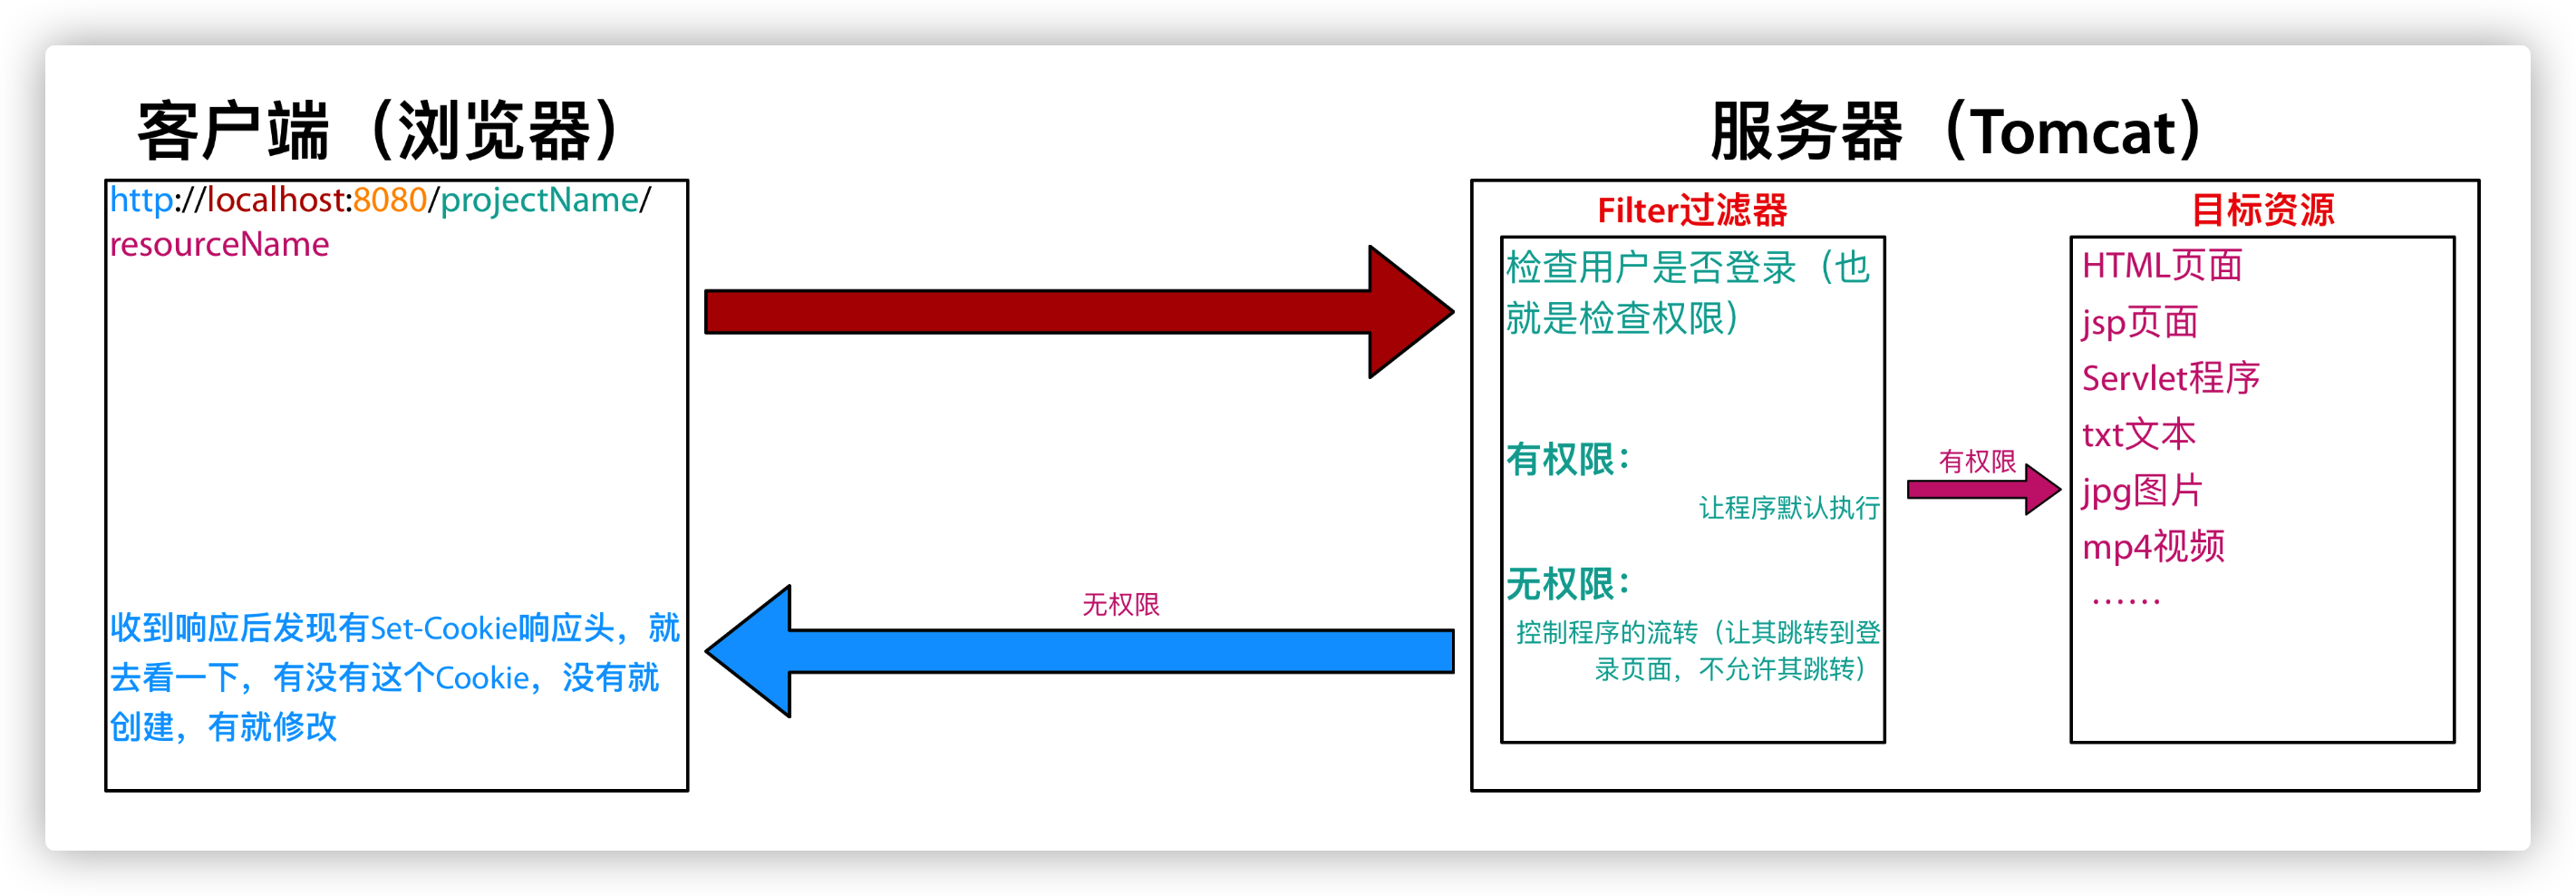 客户端（浏览器）
http://localhost:8080/projectName/
resourceName
收到响应后发现有Set-Cookie响应头，就
去看一下，有没有这个Cookie，没有就
创建，有就修改
无权限
服务器（Tomcat）
Filter过滤器
检查用户是否登录（也
就是检查权限）
有权限：
让程序默认执行
无权限：
控制程序的流转（让其跳转到登
录页面，不允许其跳转）
有权限
目标资源
HTML页面
jsp页面
Servlet程序
txt文本
jpg图片
mp4视频
……